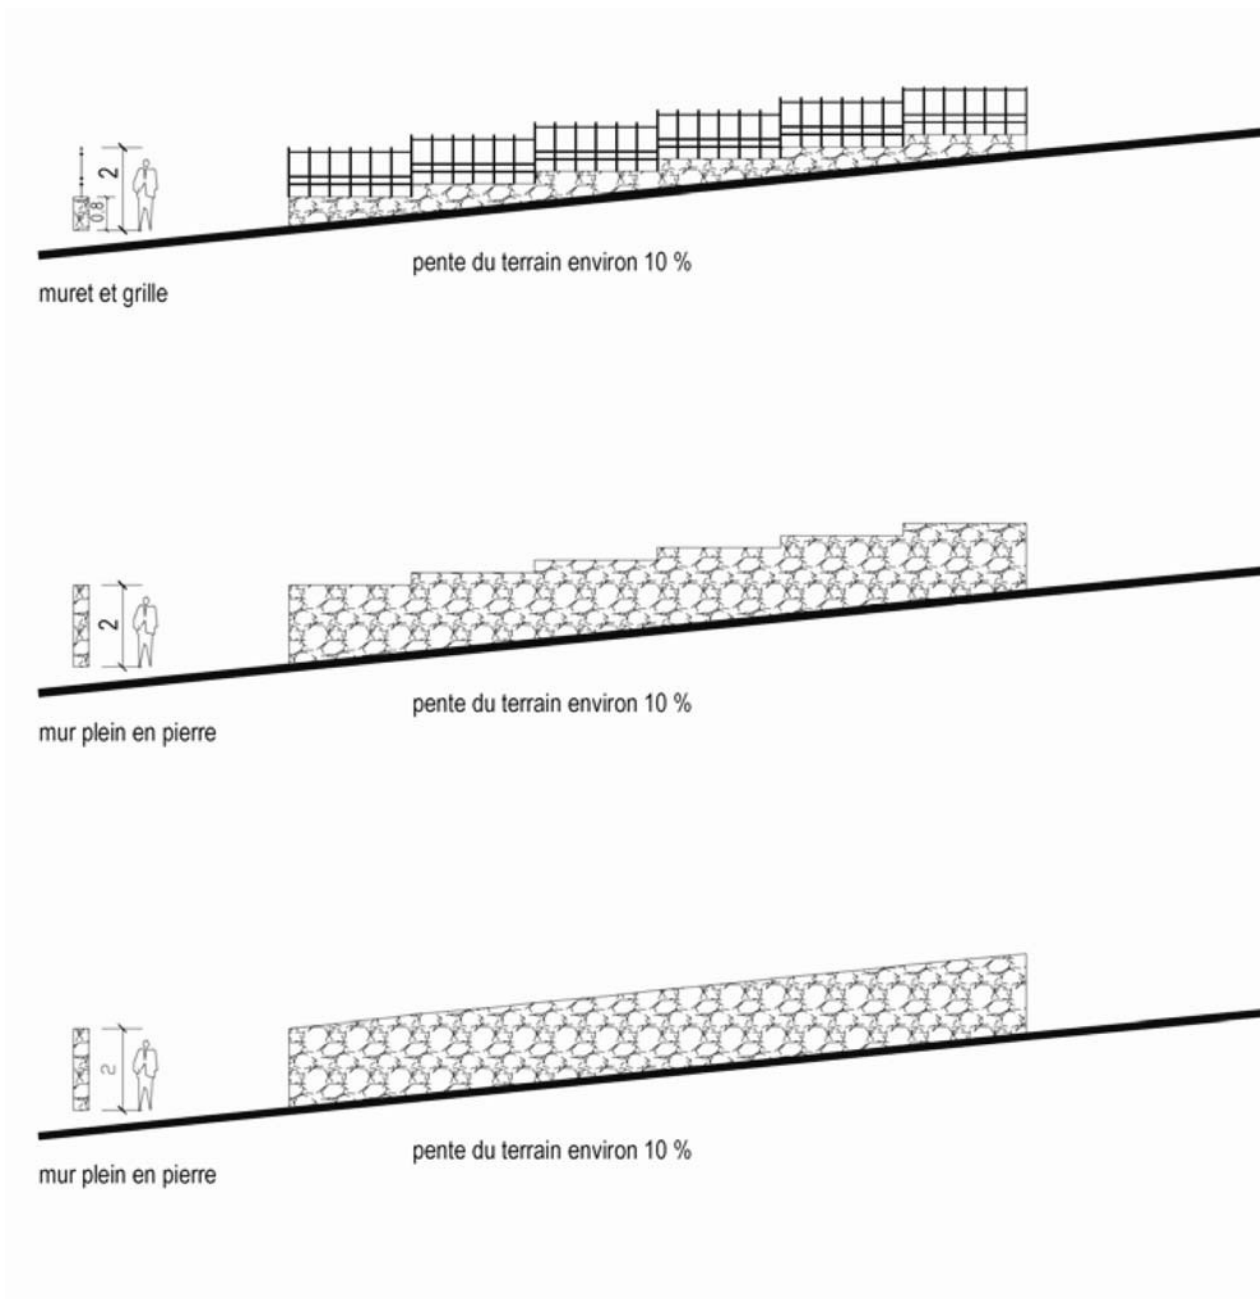 2
0.8
pente du terrain environ 10 %
muret et grille
2
pente du terrain environ 10 %
mur plein en pierre
2
pente du terrain environ 10 %
mur plein en pierre